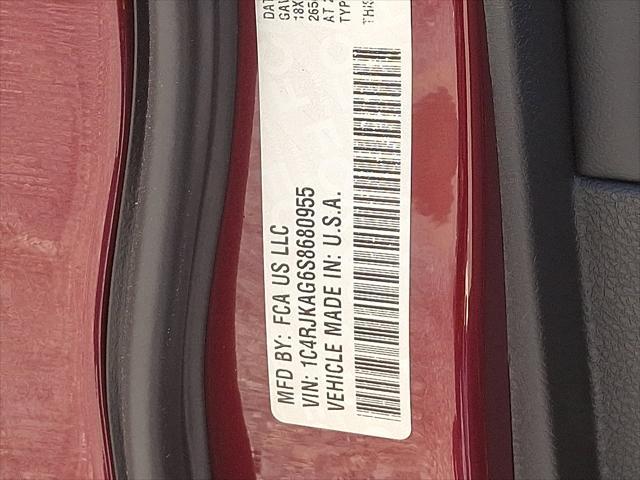 MFD BY: FCA US LLC
VIN: 1C4RJKAG6S8680955
VEHICLE MADE IN: U.S.A.